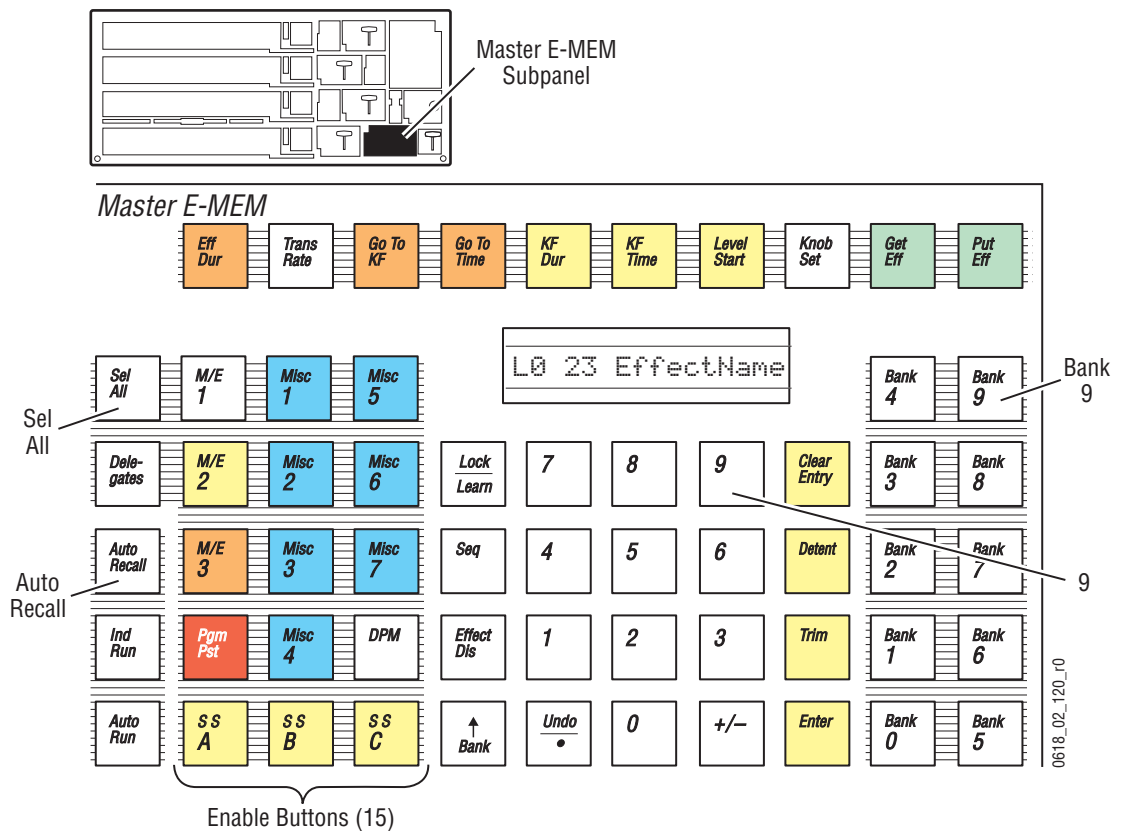 Master E-MEM
Subpanel
Master E-MEM
Eff
Dur
Trans
Rate
Go To
KF
Go To
Time
KF
Dur
KF
Time
Level
Start
Knob
Set
Get
Eff
Put
Eff
L0 23 EffectName
Sel
All
M/E
1
Misc
1
Misc
5
Bank
4
Bank
9
Bank
9
Sel
All
Dele-
gates
M/E
2
Misc
2
Misc
6
Lock
Learn
7
8
9
Clear
Entry
Bank
3
Bank
8
Auto
Recall
M/E
3
Misc
3
Misc
7
Seq
4
5
6
Detent
Bank
2
Bank
7
Auto
Recall
9
Ind
Run
Pgm
Pst
Misc
4
DPM
Effect
Dis
1
2
3
Trim
Bank
1
Bank
6
Auto
Run
S S
A
S S
B
S S
C
Bank
Undo
•
0
+/–
Enter
Bank
0
Bank
5
0618_02_120_r0
Enable Buttons (15)